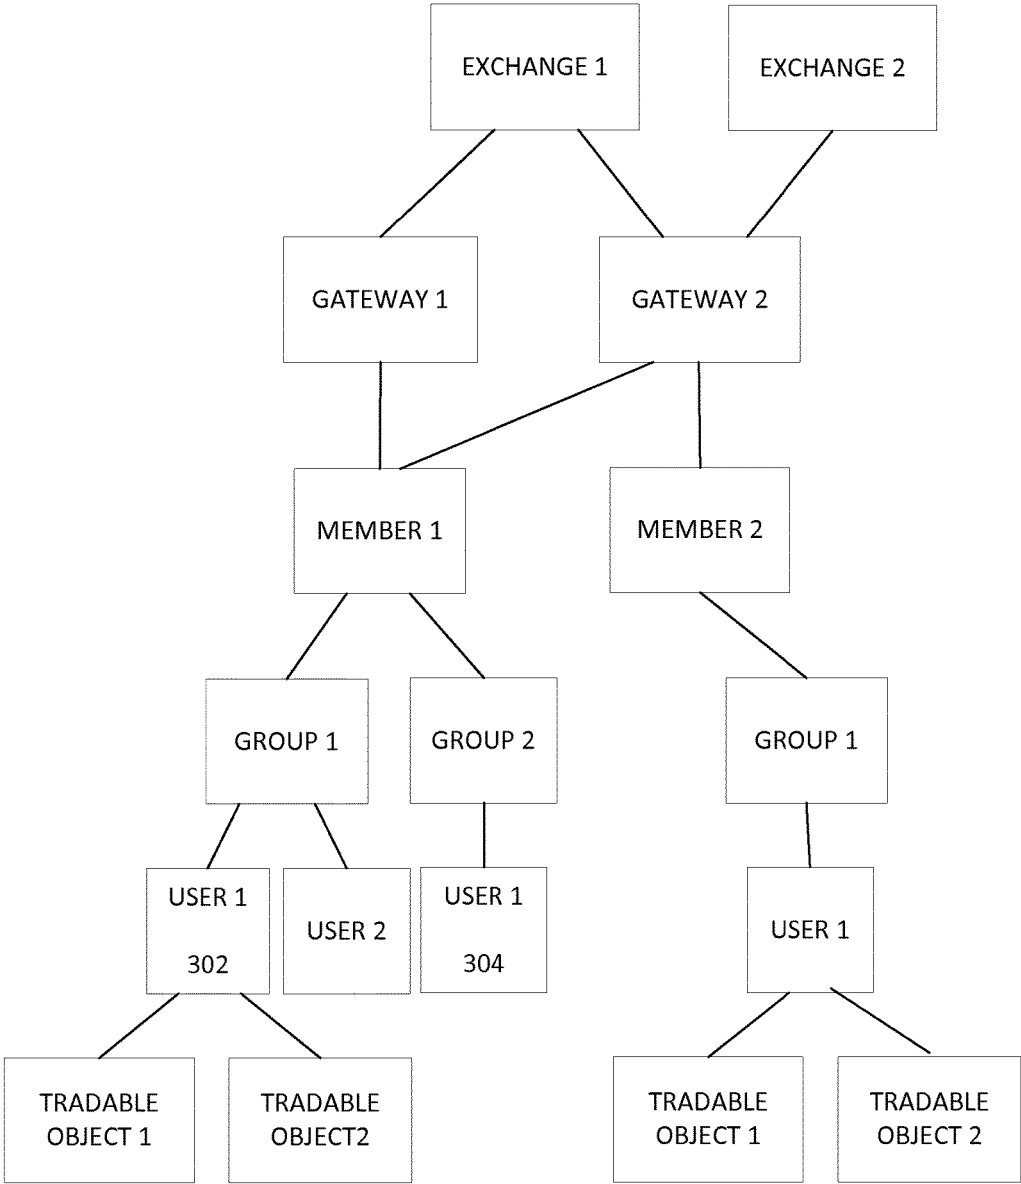 EXCHANGE 1
EXCHANGE 2
GATEWAY 1
GATEWAY 2
MEMBER 1
MEMBER 2
GROUP 1
GROUP 2
GROUP 1
USER 1
302
USER 2
USER 1
304
USER 1
TRADABLE
OBJECT 1
TRADABLE
OBJECT2
TRADABLE
OBJECT 1
TRADABLE
OBJECT 2